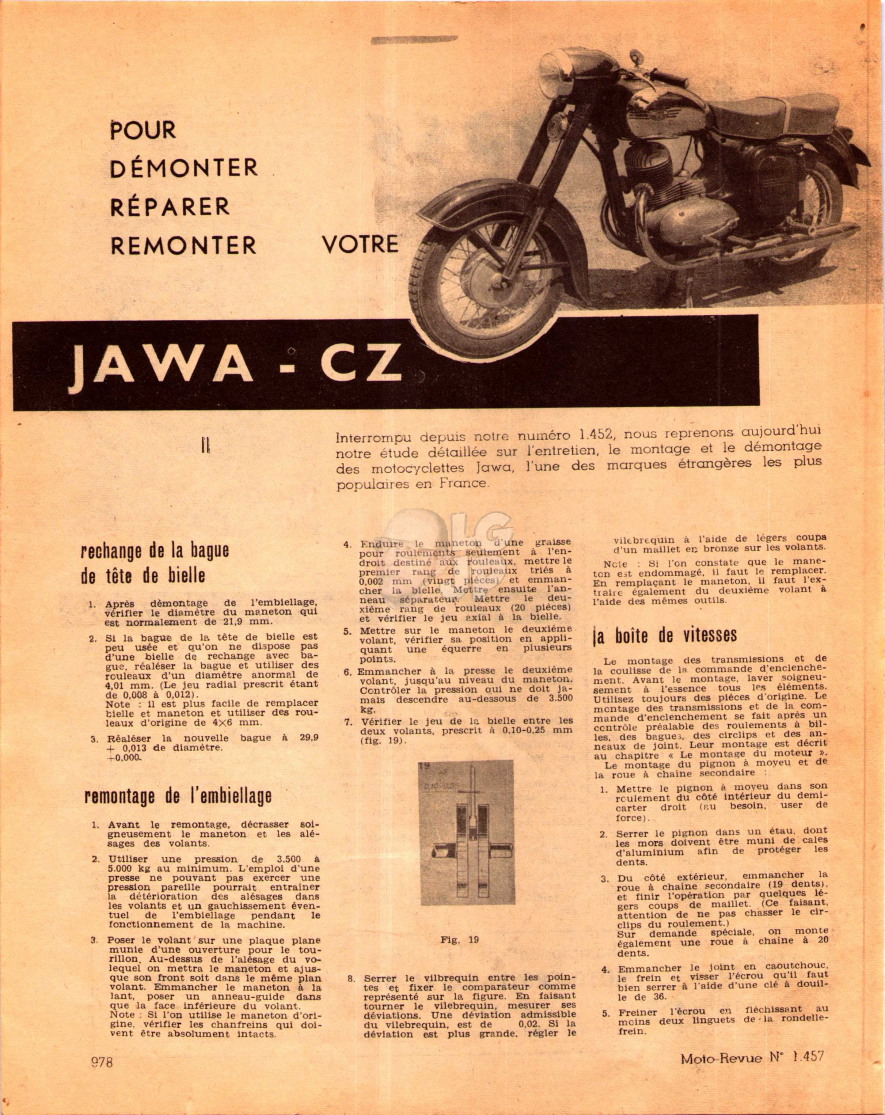 POUR
DÉMONTER
RÉPARER
REMONTER VOTRE
JAWA - CZ
II
Interrompu depuis notre numéro 1.452, nous reprenons aujourd'hui
notre étude détaillée sur l'entretien, le montage et le démontage
des motocyclettes Jawa, l'une des marques étrangères les plus
populaires en France.
rechange de la bague
de tête de bielle
1. Après démontage de l'embiellage,
vérifier le diamètre du maneton qui
est normalement de 21,9 mm.
2. Si la bague de la tête de bielle est
peu usée et qu'on ne dispose pas
d'une bielle de rechange avec ba-
gue, réaléser la bague et utiliser des
rouleaux d'un diamètre anormal de
4,01 mm. (Le jeu radial prescrit étant
de 0,008 à 0,012).
Note : il est plus facile de remplacer
bielle et maneton et utiliser des rou-
leaux d'origine de 4×6 mm.
3. Réaléser la nouvelle bague à 29.9
+ 0,013 de diamètre.
+0,000.
remontage de l'embiellage
1. Avant le remontage, décrasser soi-
gneusement le maneton et les alé-
sages des volants.
2. Utiliser une pression de 3.500 à
5.000 kg au minimum. L'emploi d'une
presse ne pouvant pas exercer une
pression pareille pourrait entraîner
la détérioration des alésages dans
les volants et un gauchissement éven-
tuel de l'embiellage pendant le
fonctionnement de la machine.
3. Poser le volant sur une plaque plane
munie d'une ouverture pour le tou-
rillon. Au-dessus de l'alésage du vo-
lequel on mettra le maneton et ajus-
que son front soit dans le même plan
volant. Emmancher le maneton à la
lant, poser un anneau-guide dans
que la face inférieure du volant.
Note : Si l'on utilise le maneton d'ori-
gine, vérifier les chanfreins qui doi-
vent être absolument intacts.
4. Enduire le maneton d'une graisse
pour roulements seulement à l'en-
droit destiné aux rouleaux, mettre le
premier rang de rouleaux triés à
0,002 mm (vingt pièces) et emman-
cher la bielle. Mettre ensuite l'an-
neau séparateur. Mettre le deu-
xième rang de rouleaux (20 pièces)
et vérifier le jeu axial à la bielle.
5. Mettre sur le maneton le deuxième
volant, vérifier sa position en appli-
quant une équerre en plusieurs
points.
6. Emmancher à la presse le deuxième
volant, jusqu'au niveau du maneton.
Contrôler la pression qui ne doit ja-
mais descendre au-dessous de 3.500
kg.
7. Vérifier le jeu de la bielle entre les
deux volants, prescrit à 0,10-0,25 mm
(fig. 19).
19
Fig. 19
8. Serrer le vilbrequin entre les poin-
tes et fixer le comparateur comme
représenté sur la figure. En faisant
tourner le vilebrequin, mesurer ses
déviations. Une déviation admissible
du vilebrequin, est de 0,02. Si la
déviation est plus grande, régler le
vilebrequin à l'aide de légers coups
d'un maillet en bronze sur les volants.
Note : Si l'on constate que le mane-
ton est endommagé, il faut le remplacer.
En remplaçant le maneton, il faut l'ex-
traire également du deuxième volant à
l'aide des mêmes outils.
la boite de vitesses
Le montage des transmissions et de
la coulisse de la commande d'enclenche-
ment. Avant le montage, laver soigneu-
sement à l'essence tous les éléments.
Utilisez toujours des pièces d'origine. Le
montage des transmissions et de la com-
mande d'enclenchement se fait après un
contrôle préalable des roulements à bil-
les, des bagues, des circlips et des an-
neaux de joint. Leur montage est décrit
au chapitre « Le montage du moteur ».
Le montage du pignon à moyeu et de
la roue à chaine secondaire :
1. Mettre le pignon à moyeu dans son
roulement du côté intérieur du demi-
carter droit (au besoin, user de
force).
2. Serrer le pignon dans un étau, dont
les mors doivent être muni de cales
d'aluminium afin de protéger les
dents.
3. Du côté extérieur, emmancher la
roue à chaine secondaire (19 dents),
et finir l'opération par quelques lé-
gers coups de maillet. (Ce faisant,
attention de ne pas chasser le cir-
clips du roulement.)
Sur demande spéciale, on monte
également une roue à chaine à 20
dents.
4. Emmancher le joint en caoutchouc,
le frein et visser l'écrou qu'il faut
bien serrer à l'aide d'une clé à douil-
le de 36.
5. Freiner l'écrou en fléchissant au
moins deux linguets de la rondelle-
frein.
978
Moto-Revue N° 1.457